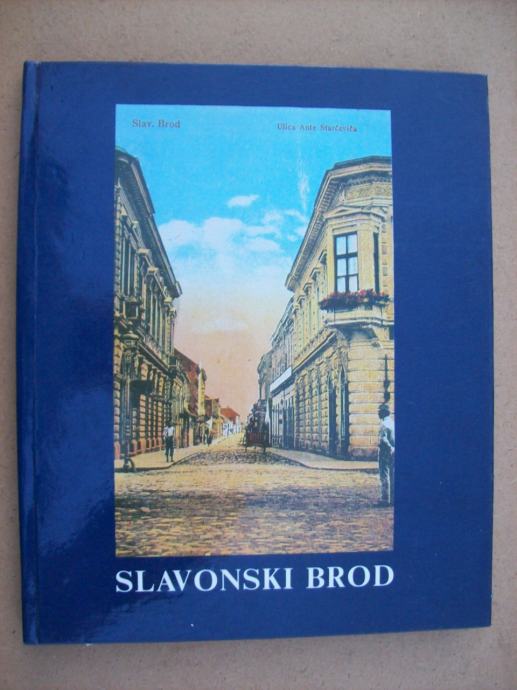 Slav. Brod
Ulica Ante Starčevića
SLAVONSKI BROD